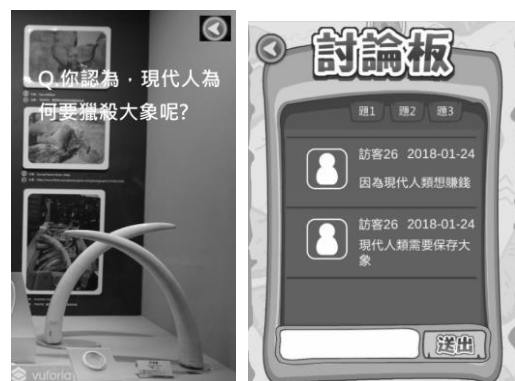 Q.你認為，現代人為
何要獵殺大象呢?
vuforia
討論板
題1 題2 題3
訪客26 2018-01-24
因為現代人類想賺錢
訪客26 2018-01-24
現代人類需要保存大
象
送出